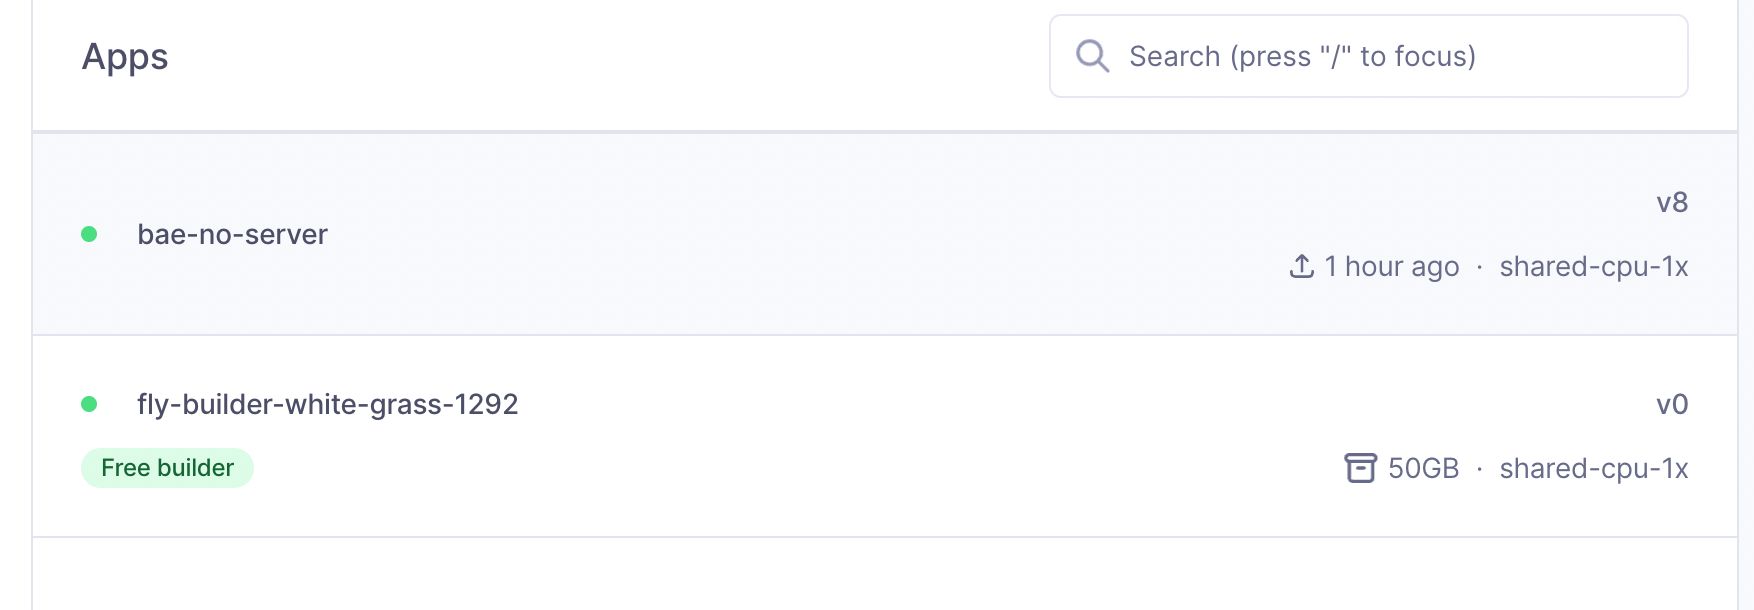 Apps
Search (press "/" to focus)
bae-no-server
v8
1 hour ago · shared-cpu-1x
fly-builder-white-grass-1292
v0
Free builder
50GB · shared-cpu-1x